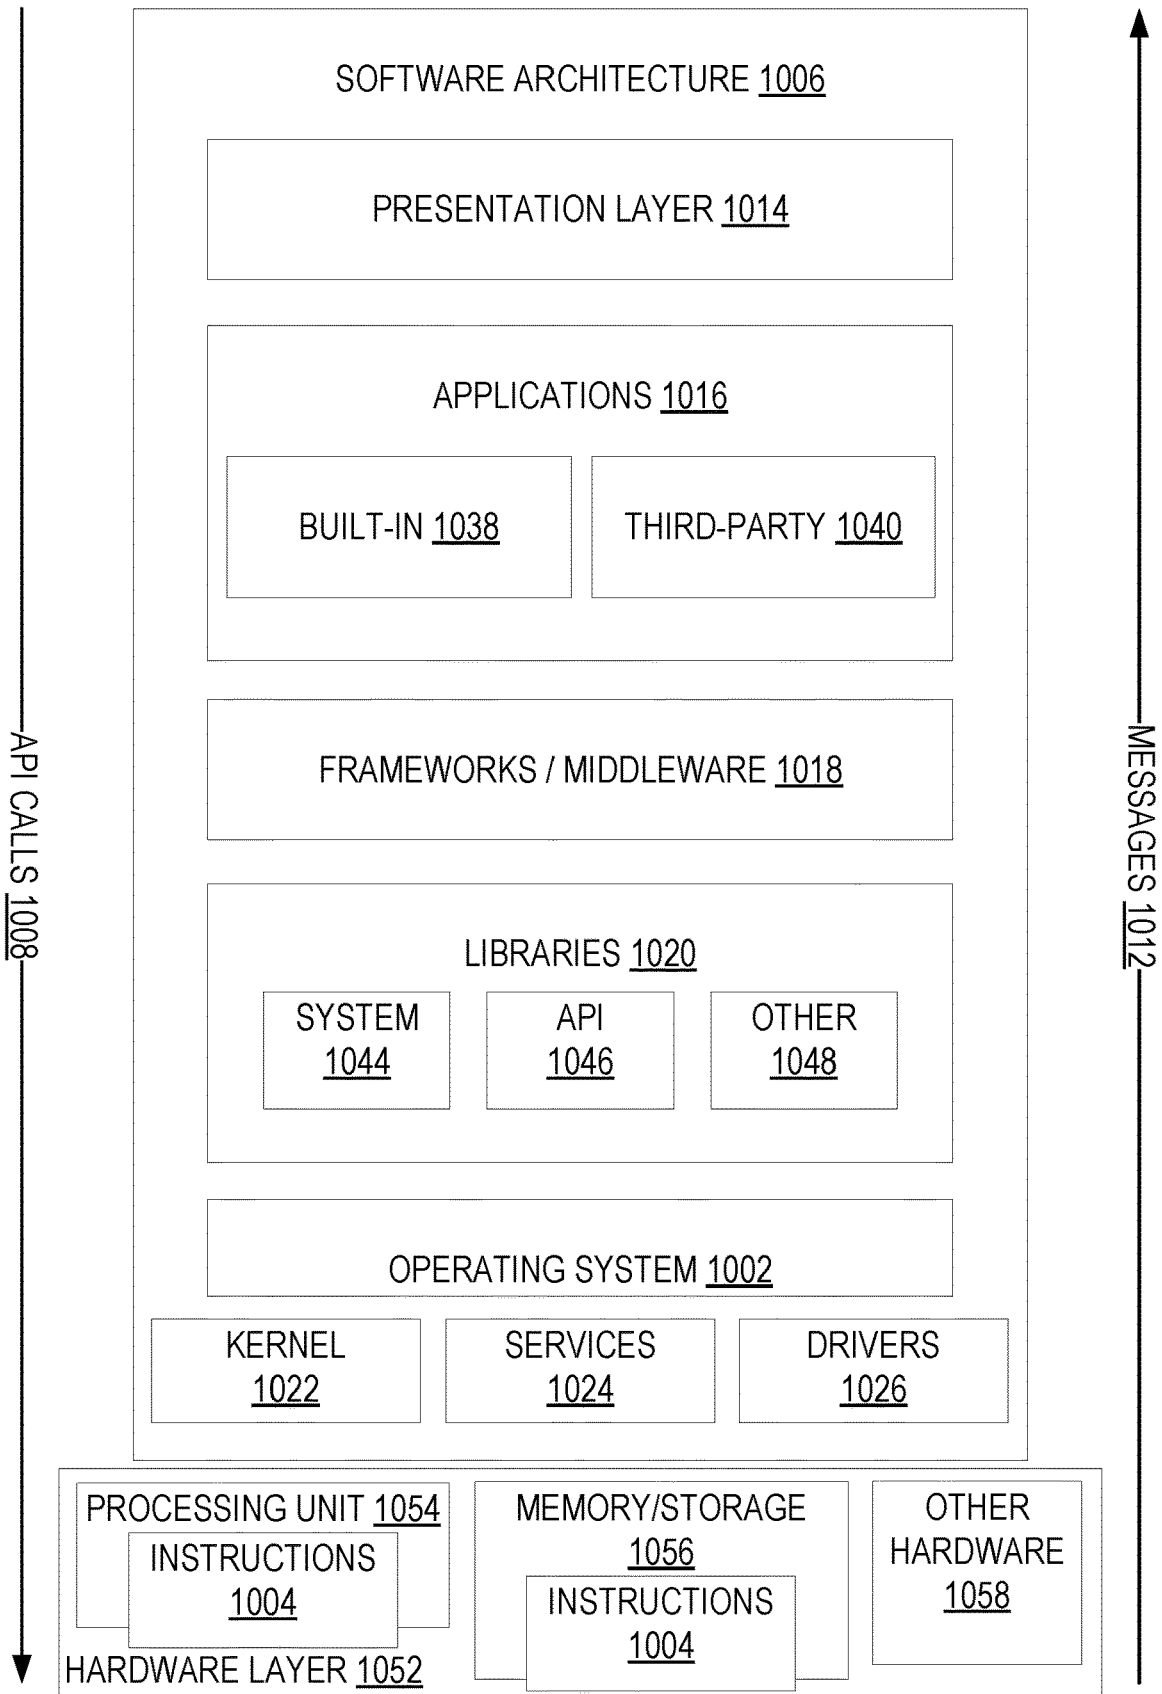 SOFTWARE ARCHITECTURE 1006
PRESENTATION LAYER 1014
APPLICATIONS 1016
BUILT-IN 1038
THIRD-PARTY 1040
FRAMEWORKS / MIDDLEWARE 1018
API CALLS 1008
MESSAGES 1012
LIBRARIES 1020
SYSTEM
1044
API
1046
OTHER
1048
OPERATING SYSTEM 1002
KERNEL
1022
SERVICES
1024
DRIVERS
1026
PROCESSING UNIT 1054
INSTRUCTIONS
1004
MEMORY/STORAGE
1056
INSTRUCTIONS
1004
OTHER
HARDWARE
1058
HARDWARE LAYER 1052